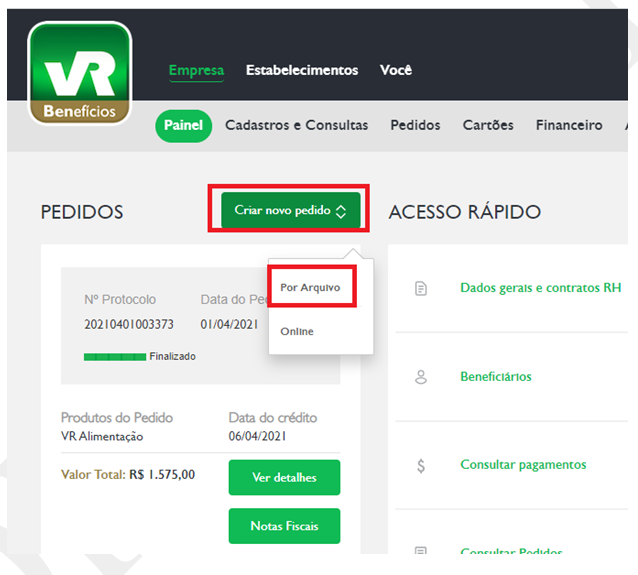 VR
Benefícios
Empresa Estabelecimentos Você
Painel Cadastros e Consultas Pedidos Cartões Financeiro
PEDIDOS
Criar novo pedido
ACESSO RÁPIDO
Por Arquivo
Online
Nº Protocolo Data do
20210401003373 01/04/2021
Finalizado
Produtos do Pedido Data do crédito
VR Alimentação 06/04/2021
Valor Total: R$ 1.575,00
Ver detalhes
Notas Fiscais
Dados gerais e contratos RH
Beneficiários
$ Consultar pagamentos
Consultar Pedidos